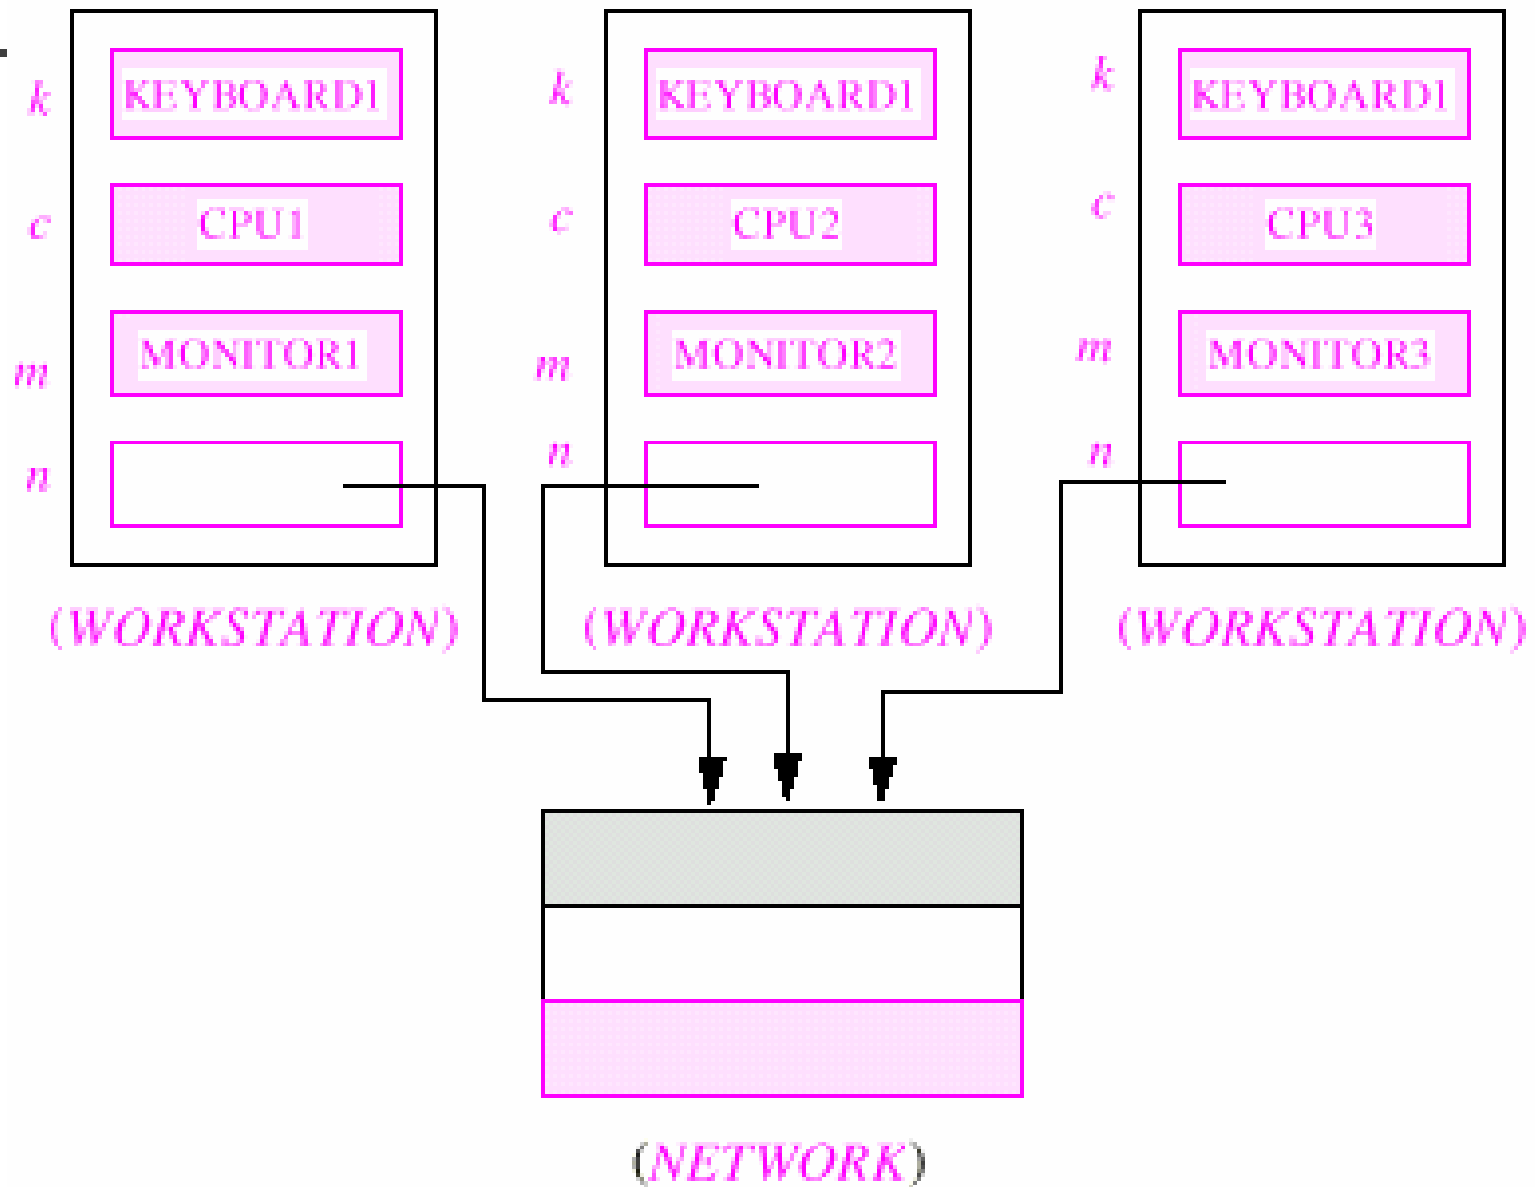 k KEYBOARD1 k KEYBOARD1 k KEYBOARD1
c CPU1 c CPU2 c CPU3
m MONITOR1 m MONITOR2 m MONITOR3
n n n
(WORKSTATION) (WORKSTATION) (WORKSTATION)
(NETWORK)